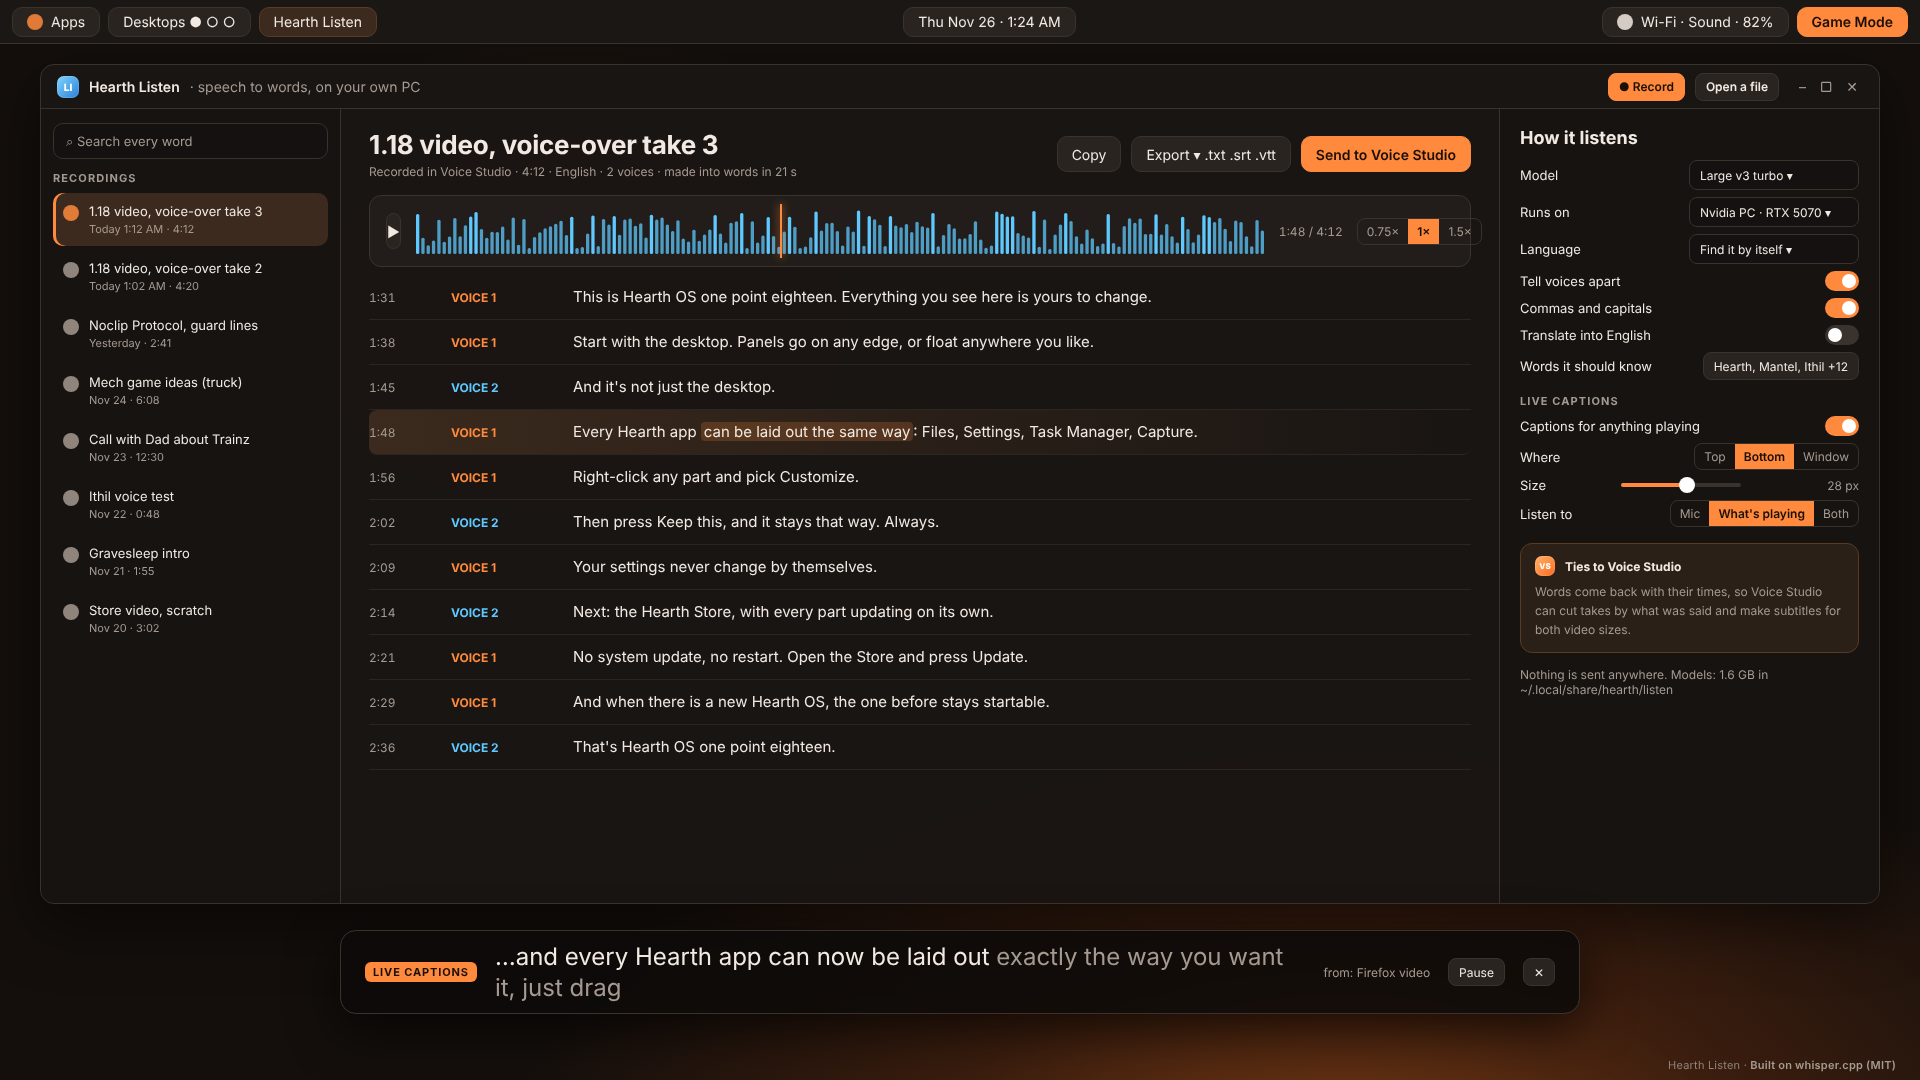 Apps
Desktops
Hearth Listen
Thu Nov 26 · 1:24 AM
Wi-Fi · Sound · 82%
Game Mode
LI
Hearth Listen · speech to words, on your own PC
Record
Open a file
Search every word
RECORDINGS
1.18 video, voice-over take 3
Today 1:12 AM · 4:12
1.18 video, voice-over take 2
Today 1:02 AM · 4:20
Noclip Protocol, guard lines
Yesterday · 2:41
Mech game ideas (truck)
Nov 24 · 6:08
Call with Dad about Trainz
Nov 23 · 12:30
Ithil voice test
Nov 22 · 0:48
Gravesleep intro
Nov 21 · 1:55
Store video, scratch
Nov 20 · 3:02
1.18 video, voice-over take 3
Recorded in Voice Studio · 4:12 · English · 2 voices · made into words in 21 s
Copy
Export ▾ .txt .srt .vtt
Send to Voice Studio
1:48 / 4:12
0.75×
1×
1.5×
1:31 VOICE 1 This is Hearth OS one point eighteen. Everything you see here is yours to change.
1:38 VOICE 1 Start with the desktop. Panels go on any edge, or float anywhere you like.
1:45 VOICE 2 And it's not just the desktop.
1:48 VOICE 1 Every Hearth app can be laid out the same way: Files, Settings, Task Manager, Capture.
1:56 VOICE 1 Right-click any part and pick Customize.
2:02 VOICE 2 Then press Keep this, and it stays that way. Always.
2:09 VOICE 1 Your settings never change by themselves.
2:14 VOICE 2 Next: the Hearth Store, with every part updating on its own.
2:21 VOICE 1 No system update, no restart. Open the Store and press Update.
2:29 VOICE 1 And when there is a new Hearth OS, the one before stays startable.
2:36 VOICE 2 That's Hearth OS one point eighteen.
How it listens
Model Large v3 turbo ▾
Runs on Nvidia PC · RTX 5070 ▾
Language Find it by itself ▾
Tell voices apart
Commas and capitals
Translate into English
Words it should know Hearth, Mantel, Ithil +12
LIVE CAPTIONS
Captions for anything playing
Where Top Bottom Window
Size 28 px
Listen to Mic What's playing Both
VS Ties to Voice Studio
Words come back with their times, so Voice Studio
can cut takes by what was said and make subtitles for
both video sizes.
Nothing is sent anywhere. Models: 1.6 GB in
~/.local/share/hearth/listen
LIVE CAPTIONS
…and every Hearth app can now be laid out exactly the way you want
it, just drag
from: Firefox video
Pause
Hearth Listen · Built on whisper.cpp (MIT)